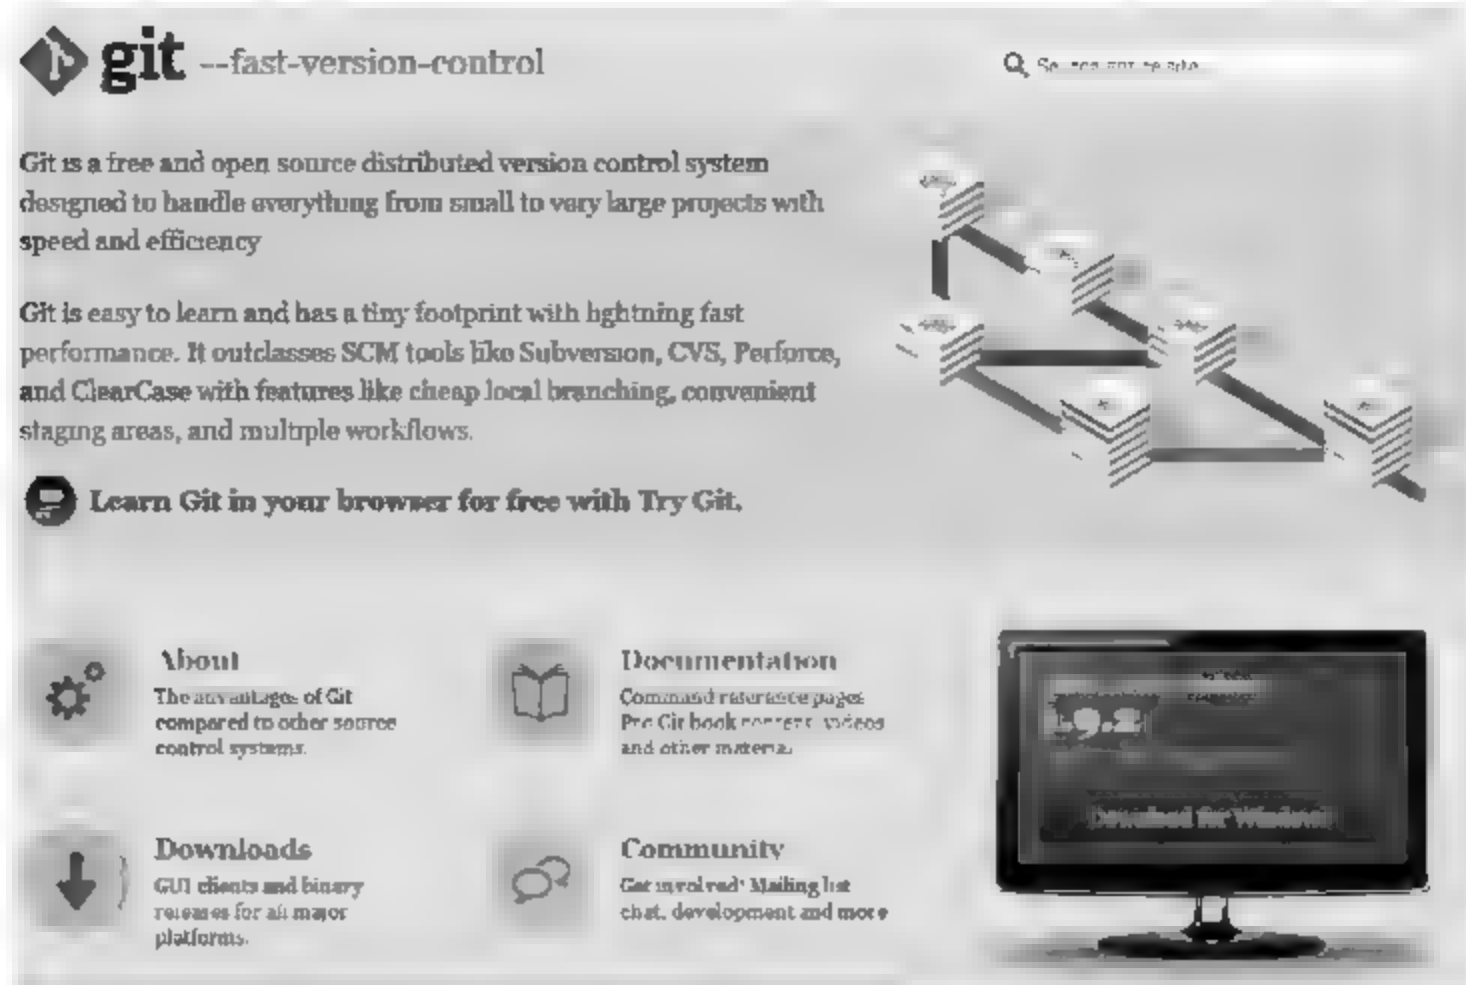 git --fast-version-control
Git is a free and open source distributed version control system
designed to handle everything from small to very large projects with
speed and efficiency
Git is easy to learn and has a tiny footprint with lightning fast
performance. It outclasses SCM tools like Subversion, CVS, Perforce,
and ClearCase with features like cheap local branching, convenient
staging areas, and multiple workflows.
Learn Git in your browser for free with Try Git.
About
The advantages of Git
compared to other source
control systems.
Documentation
Command reference pages
Pro Git book content, videos
and other material
Downloads
GUI clients and binary
releases for all major
platforms.
Community
Get involved! Mailing list
chat, development and more